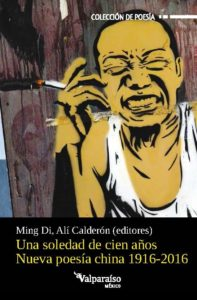 COLECCIÓN DE POESÍA
Ming Di, Alí Calderón (editores)
Una soledad de cien años
Nueva poesía china 1916-2016
Valparaíso
MÉXICO